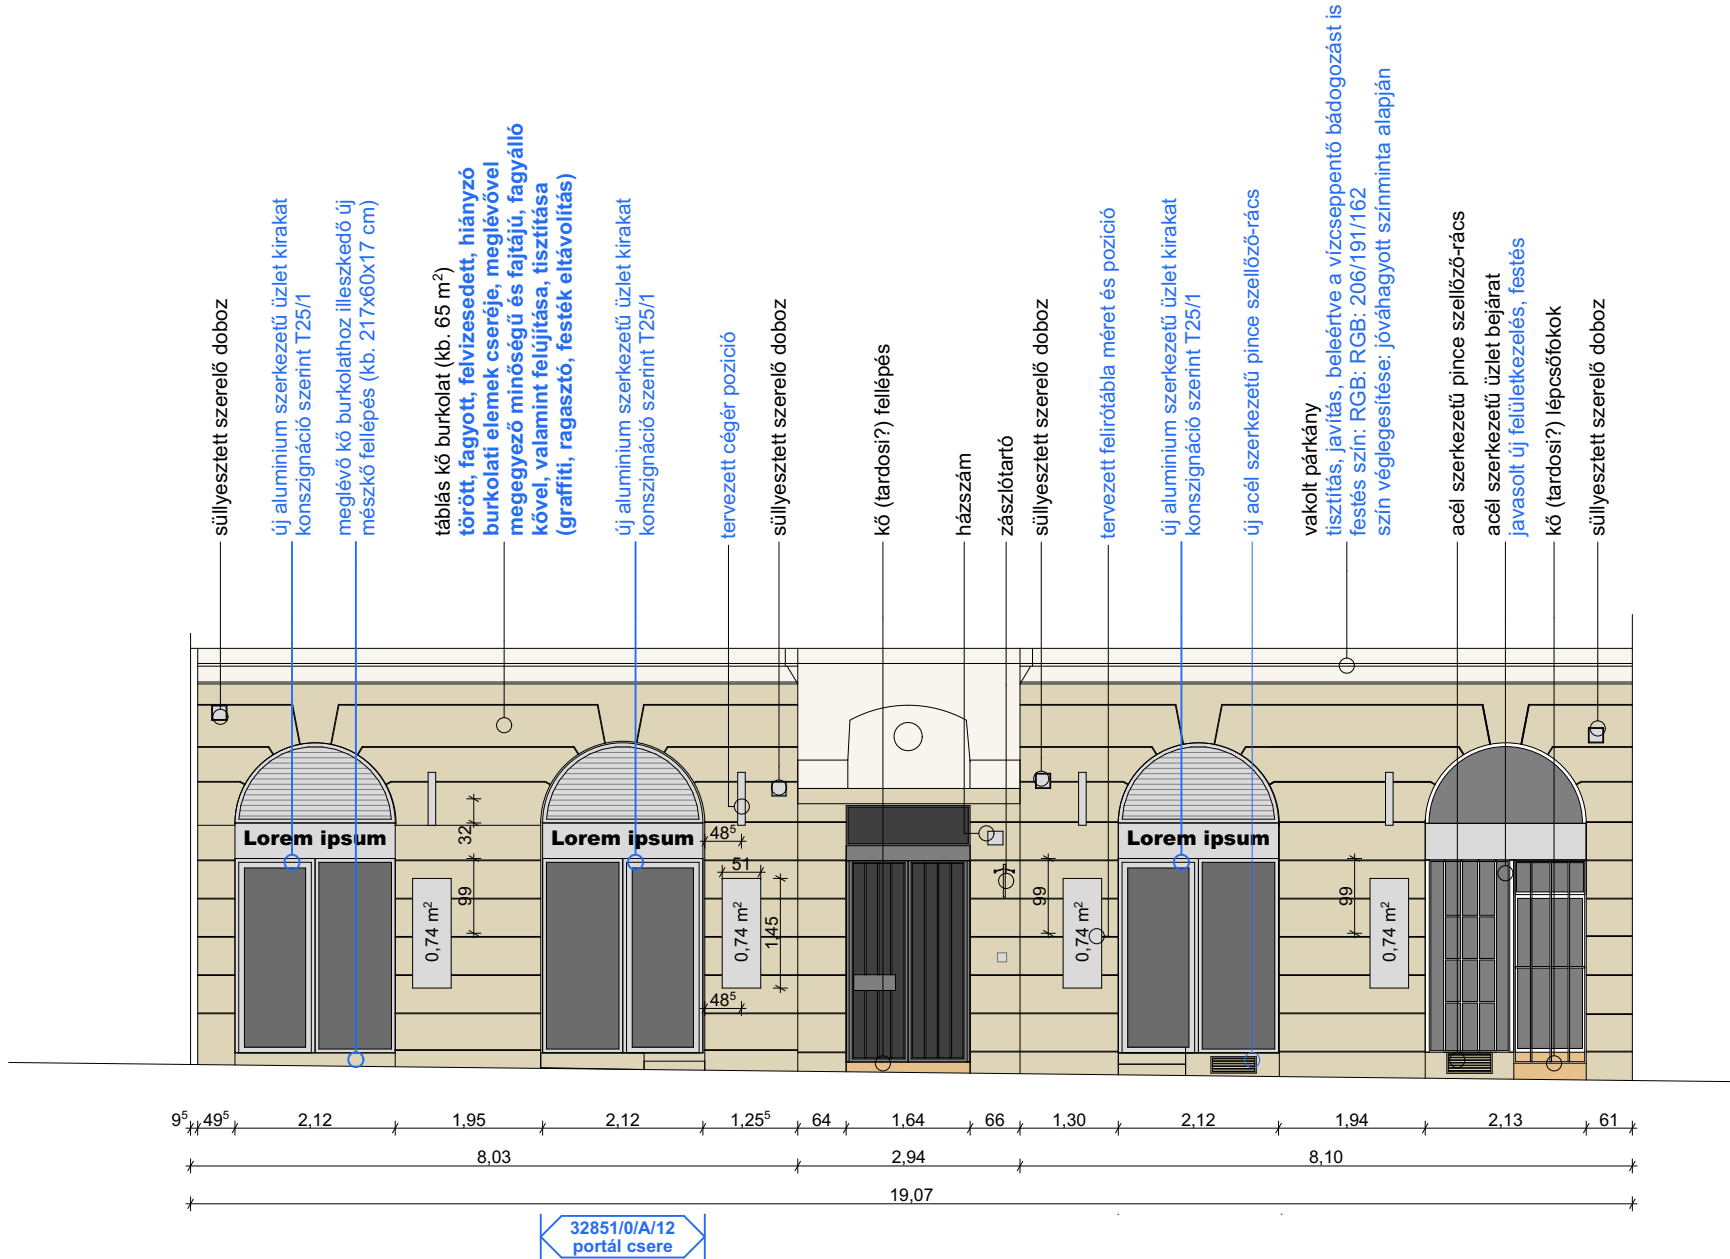 süllyesztett szerelő doboz
új aluminium szerkezetű üzlet kirakat
konszignáció szerint T25/1
meglévő kő burkolathoz illeszkedő új
mészkő fellépés (kb. 217x60x17 cm)
táblás kő burkolat (kb. 65 m²)
törött, fagyott, felvizesedett, hiányzó
burkolati elemek cseréje, meglévővel
megegyező minőségű és fajtájú, fagyálló
kővel, valamint felújítása, tisztítása
(graffiti, ragasztó, festék eltávolítás)
új aluminium szerkezetű üzlet kirakat
konszignáció szerint T25/1
tervezett cégér pozició
süllyesztett szerelő doboz
kő (tardosi?) fellépés
házszám
zászlótartó
süllyesztett szerelő doboz
tervezett felirótábla méret és pozició
új aluminium szerkezetű üzlet kirakat
konszignáció szerint T25/1
új acél szerkezetű pince szellőző-rács
vakolt párkány
tisztítás, javítás, beleértve a vízcseppentő bádogozást is
festés szín: RGB: RGB: 206/191/162
szín véglegesítése: jóváhagyott színminta alapján
acél szerkezetű pince szellőző-rács
acél szerkezetű üzlet bejárat
javasolt új felületkezelés, festés
kő (tardosi?) lépcsőfokok
süllyesztett szerelő doboz
Lorem ipsum
32
Lorem ipsum
48⁵
Lorem ipsum
51
99
99
99
0,74 m²
0,74 m²
1,45
0,74 m²
0,74 m²
48⁵
9⁵ 49⁵ 2,12 1,95 2,12 1,25⁵ 64 1,64 66 1,30 2,12 1,94 2,13 61
8,03 2,94 8,10
19,07
32851/0/A/12
portál csere